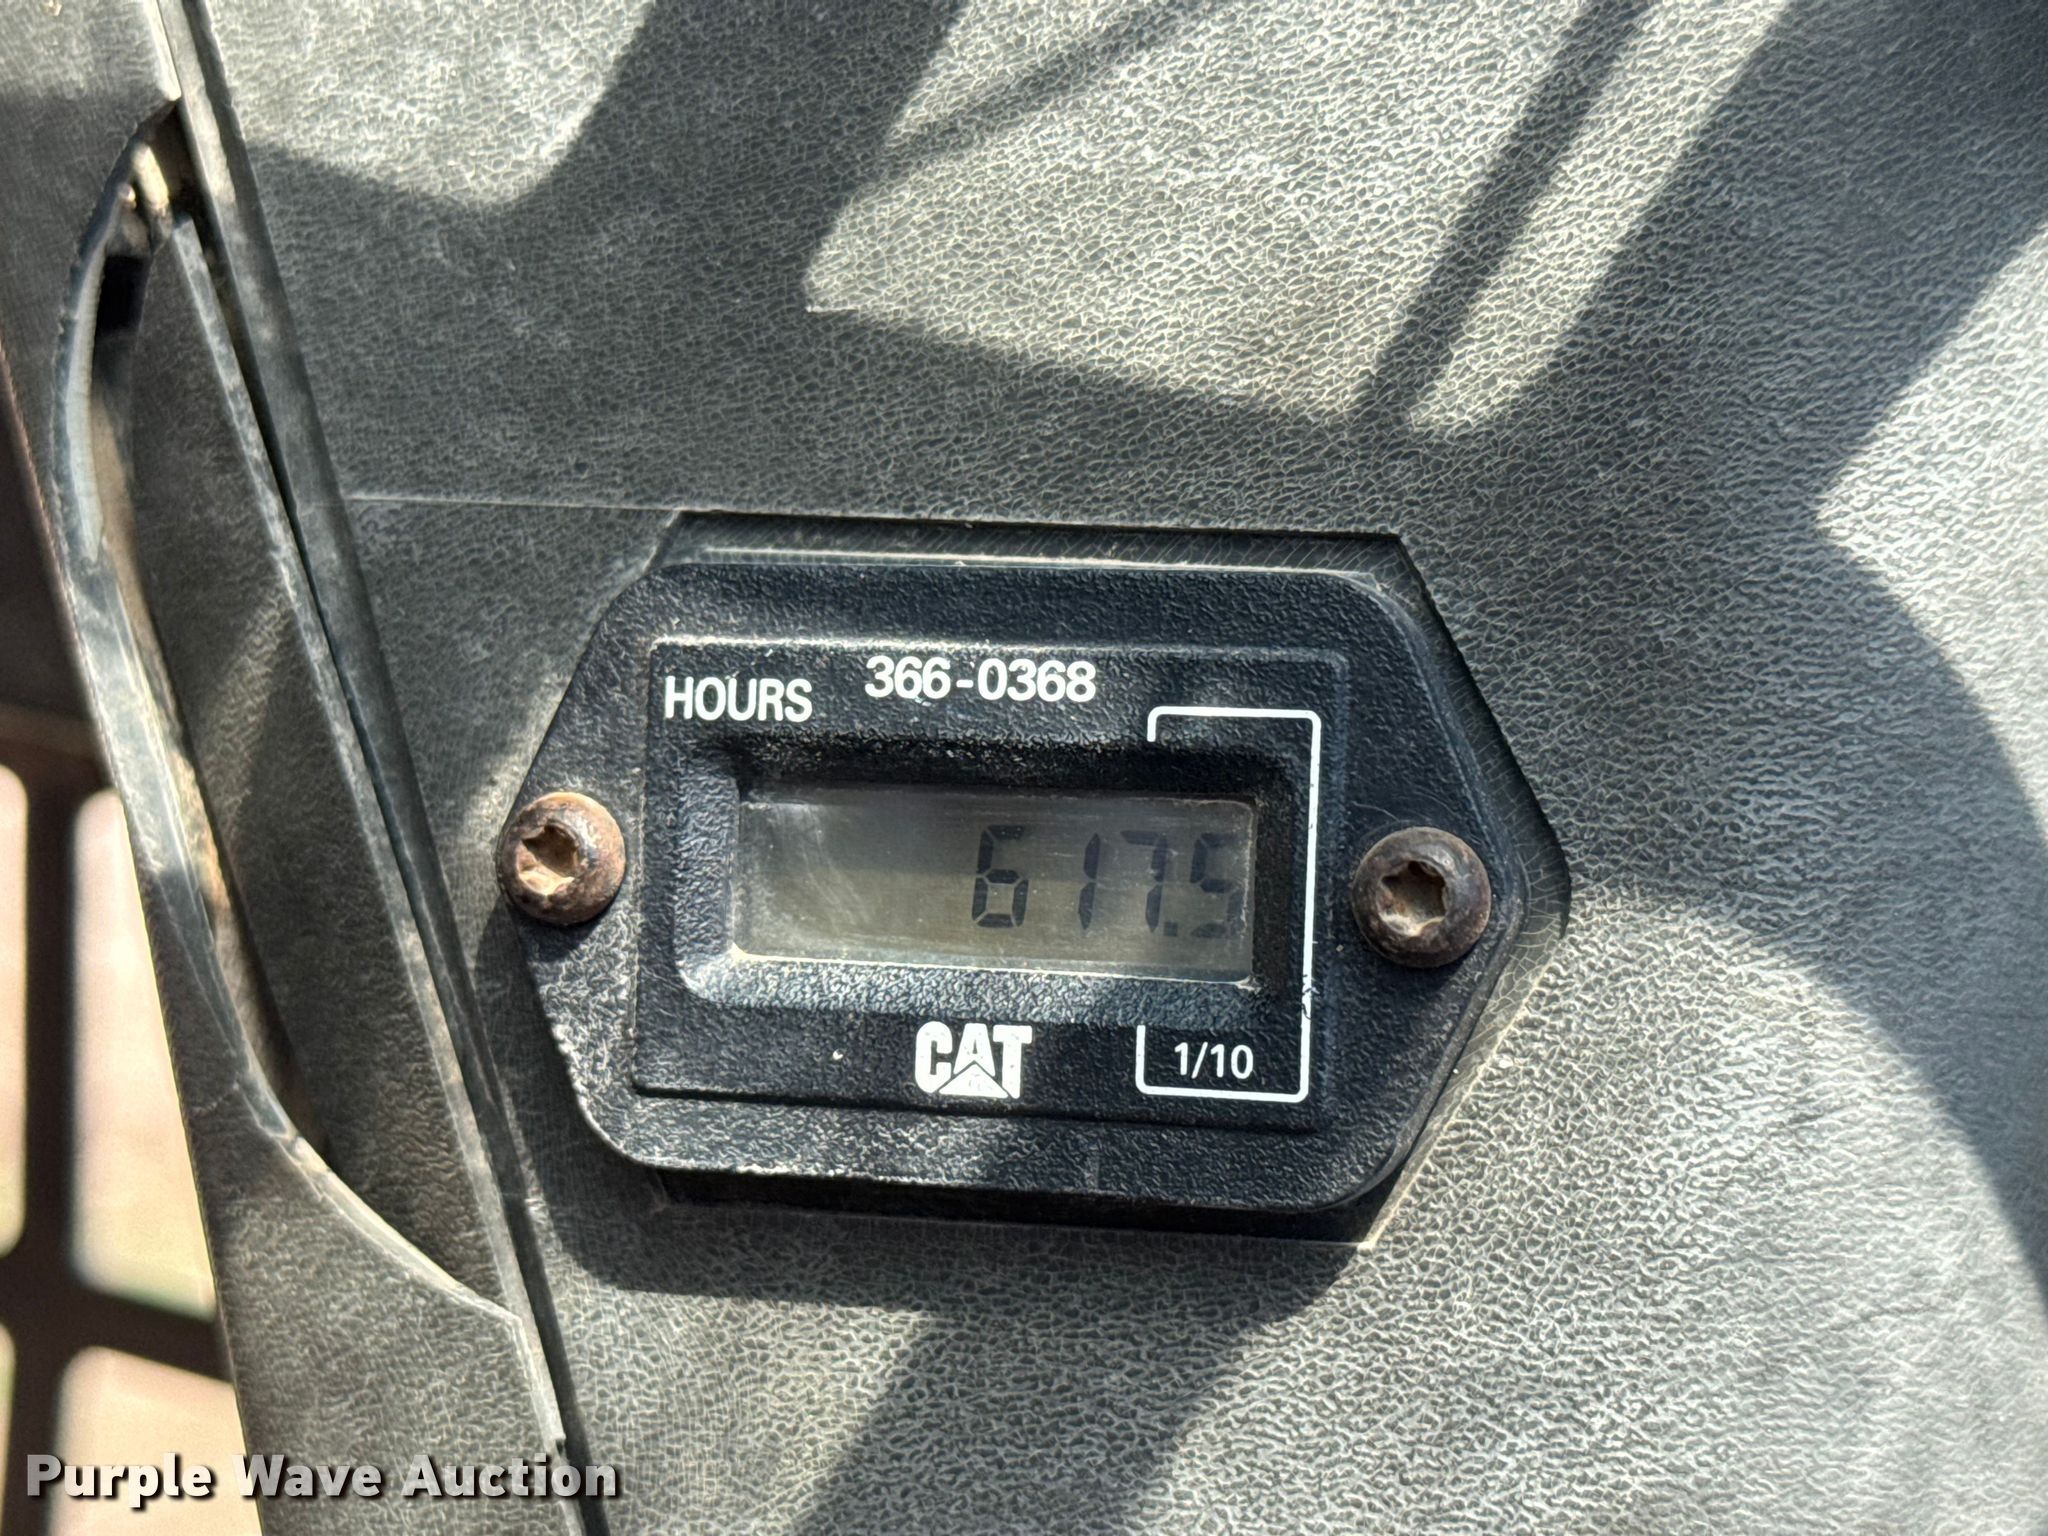 HOURS 366-0368
617.5
CAT
1/10
Purple Wave Auction